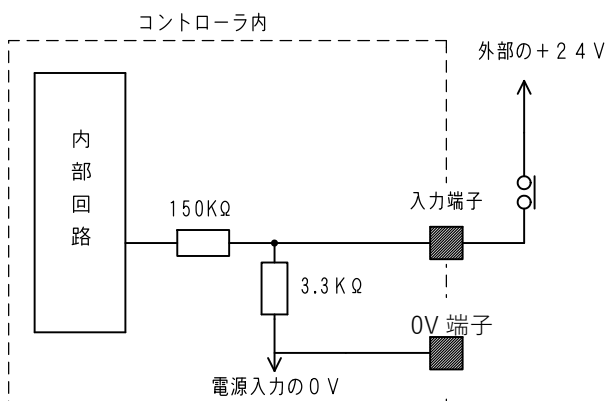 コントローラ内
外部の+24V
内部回路
150KΩ
入力端子
3.3KΩ
0V 端子
電源入力の0V